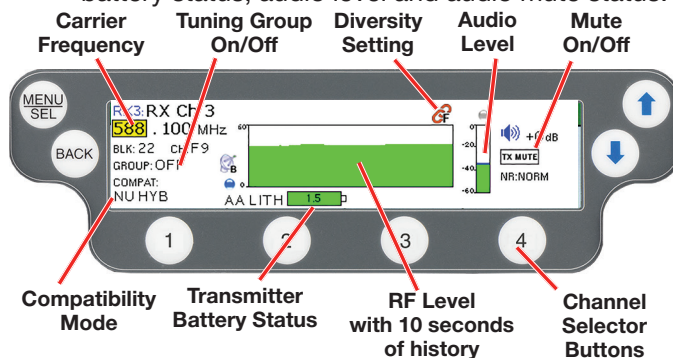 battery status, audio level and audio mute status.
Carrier Frequency
Tuning Group On/Off
Diversity Setting
Audio Level
Mute On/Off
MENU
SEL
BACK
RX3: RX Ch 3
588 . 100 MHz
BLK: 22 CH: F9
GROUP: OFF
COMPAT:
NU HYB
60
B
0
AA LITH 1.5
F
0
-20.
-40.
-60.
dB
TX MUTE
NR:NORM
1
2
3
4
Compatibility Mode
Transmitter Battery Status
RF Level with 10 seconds of history
Channel Selector Buttons